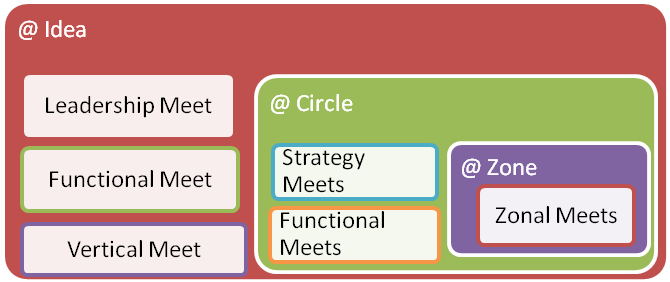 @ Idea
Leadership Meet
Functional Meet
Vertical Meet
@ Circle
Strategy
Meets
Functional
Meets
@ Zone
Zonal Meets